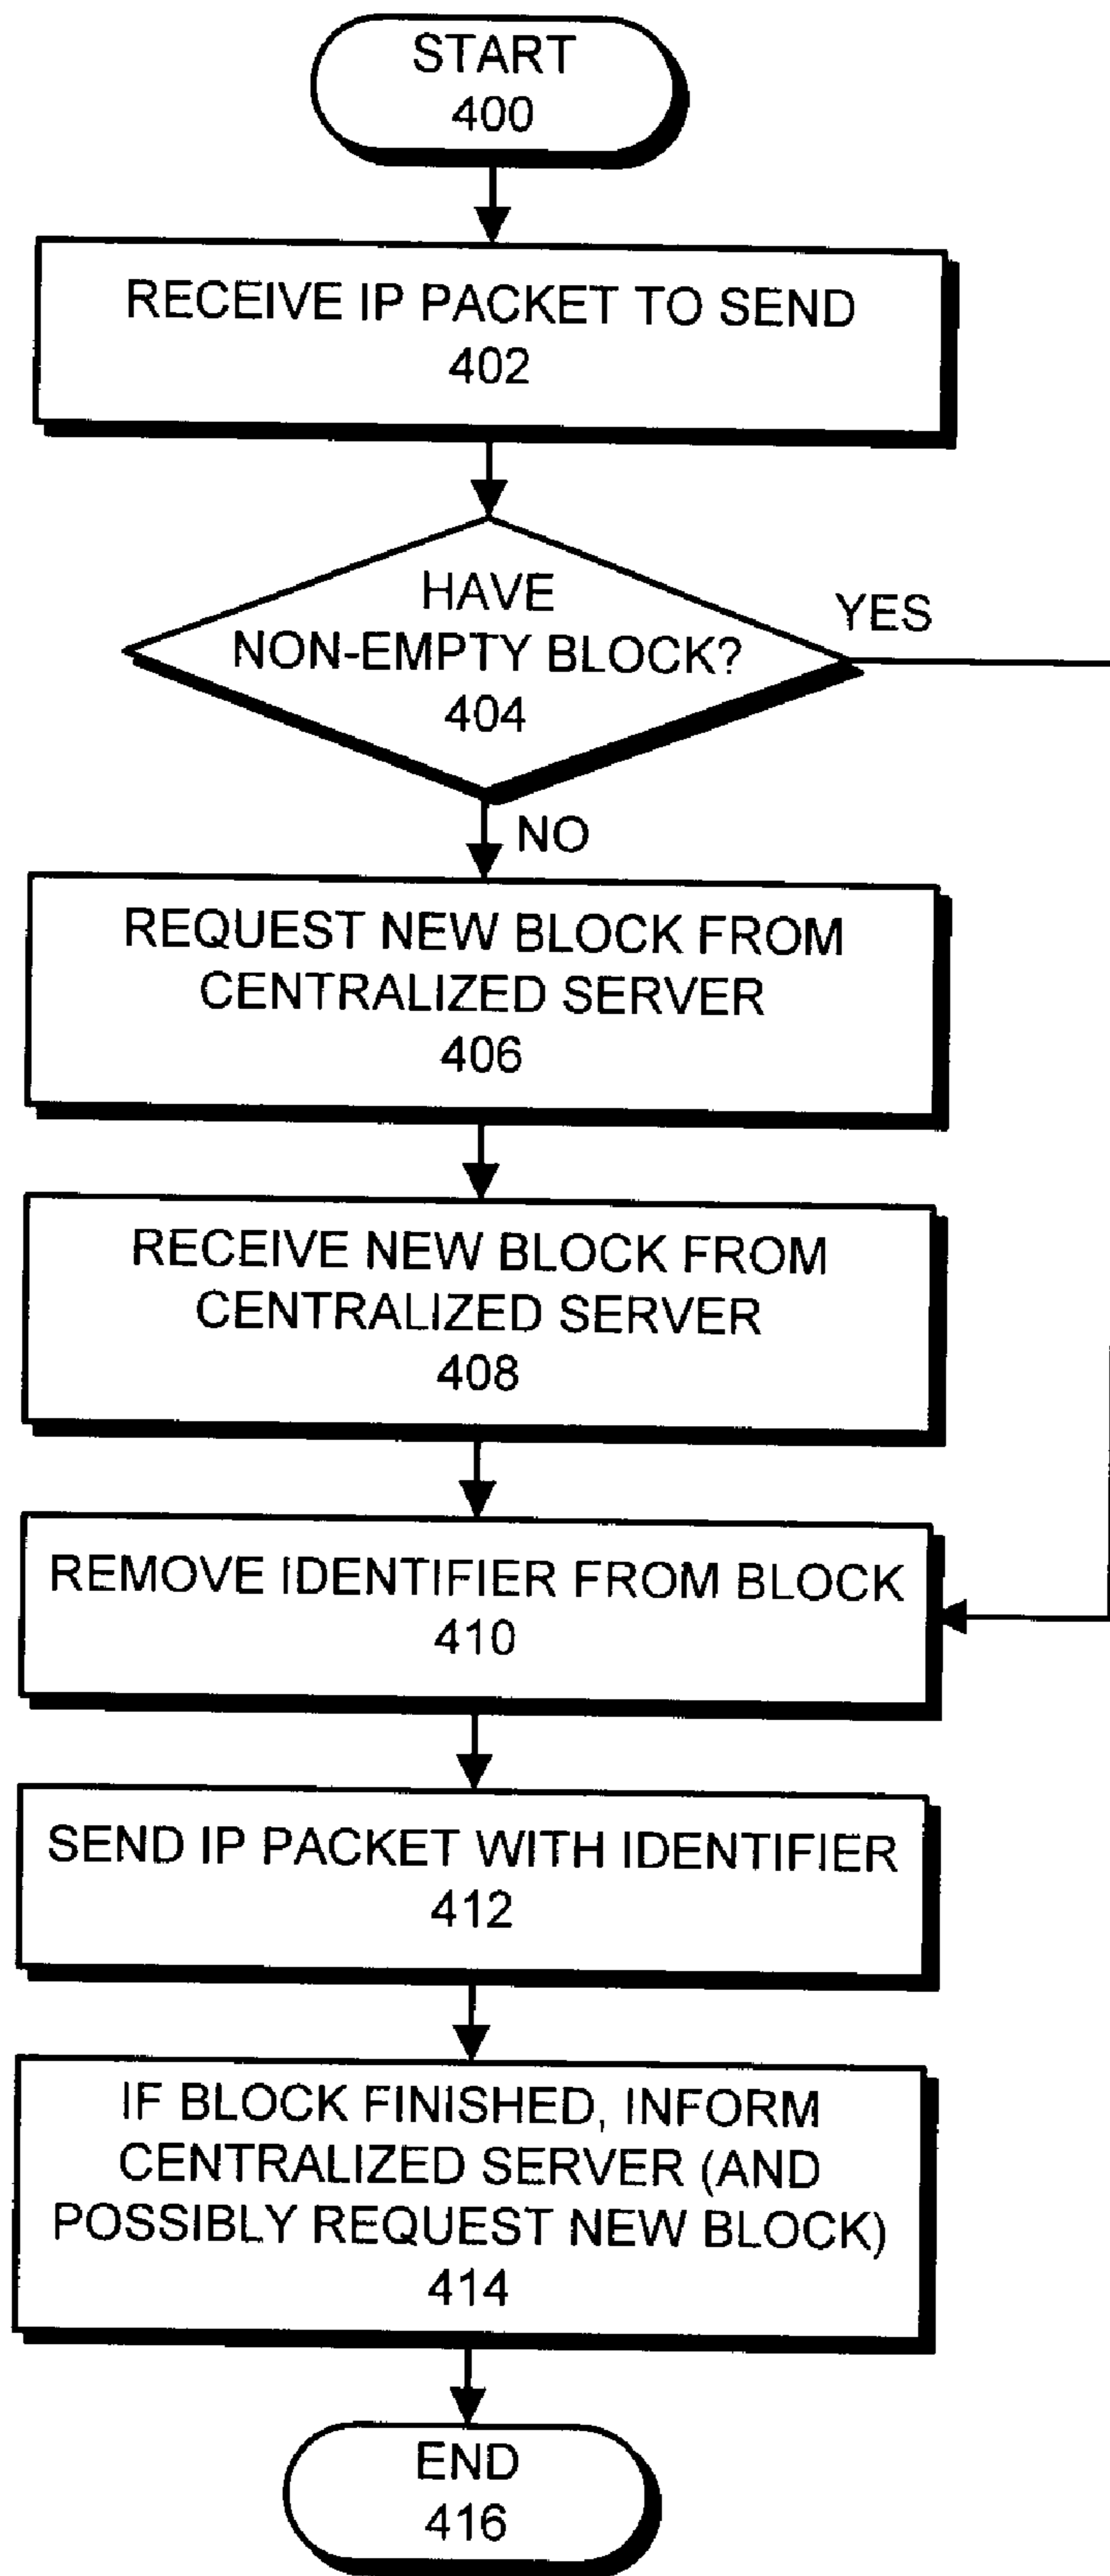 START
400
RECEIVE IP PACKET TO SEND
402
HAVE
NON-EMPTY BLOCK?
404
YES
NO
REQUEST NEW BLOCK FROM
CENTRALIZED SERVER
406
RECEIVE NEW BLOCK FROM
CENTRALIZED SERVER
408
REMOVE IDENTIFIER FROM BLOCK
410
SEND IP PACKET WITH IDENTIFIER
412
IF BLOCK FINISHED, INFORM
CENTRALIZED SERVER (AND
POSSIBLY REQUEST NEW BLOCK)
414
END
416